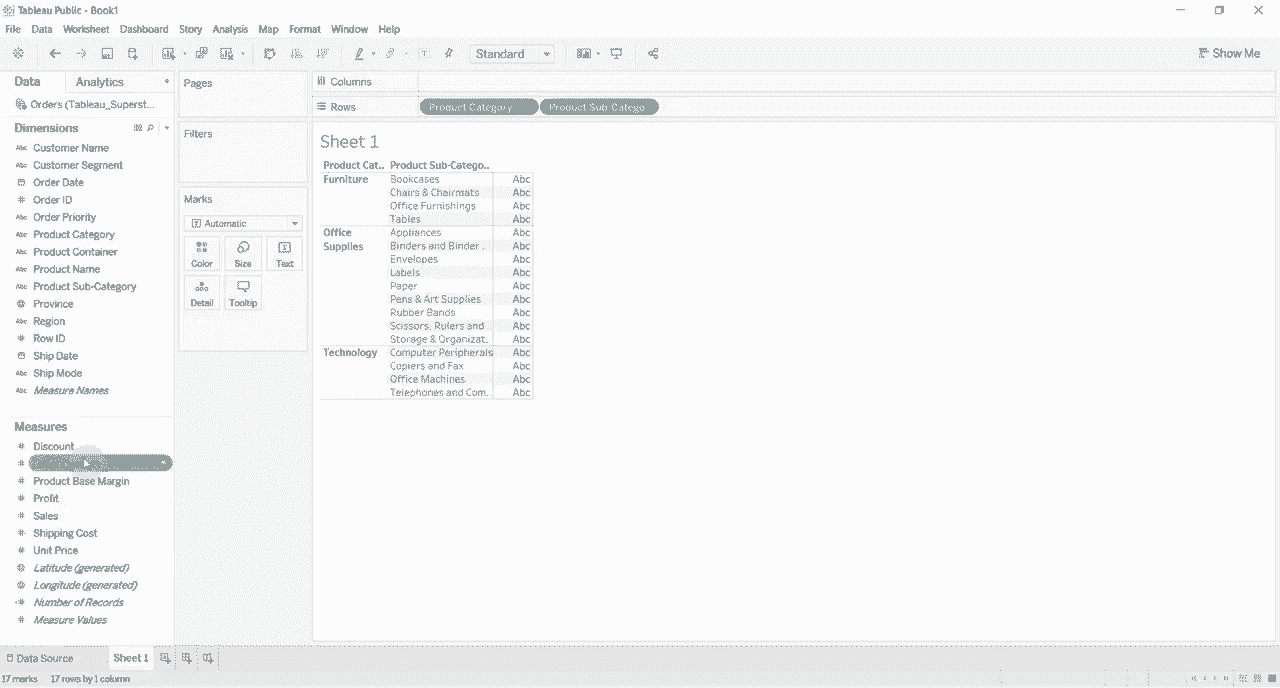 Tableau Public - Book1
File Data Worksheet Dashboard Story Analysis Map Format Window Help
Standard
Show Me
Data Analytics
Orders (Tableau_Superst...
Dimensions
Customer Name
Customer Segment
Order Date
Order ID
Order Priority
Product Category
Product Container
Product Name
Product Sub-Category
Province
Region
Row ID
Ship Date
Ship Mode
Measure Names
Measures
Discount
Product Base Margin
Profit
Sales
Shipping Cost
Unit Price
Latitude (generated)
Longitude (generated)
Number of Records
Measure Values
Pages
Filters
Marks
Automatic
Color Size Text
Detail Tooltip
Columns
Rows Product Category Product Sub-Catego
Sheet 1
Product Cat.. Product Sub-Catego..
Furniture Bookcases Abc
Chairs & Chairmats Abc
Office Furnishings Abc
Tables Abc
Office Appliances Abc
Supplies Binders and Binder .. Abc
Envelopes Abc
Labels Abc
Paper Abc
Pens & Art Supplies Abc
Rubber Bands Abc
Scissors, Rulers and .. Abc
Storage & Organizat.. Abc
Technology Computer Peripherals Abc
Copiers and Fax Abc
Office Machines Abc
Telephones and Com.. Abc
Data Source Sheet 1
17 marks 17 rows by 1 column